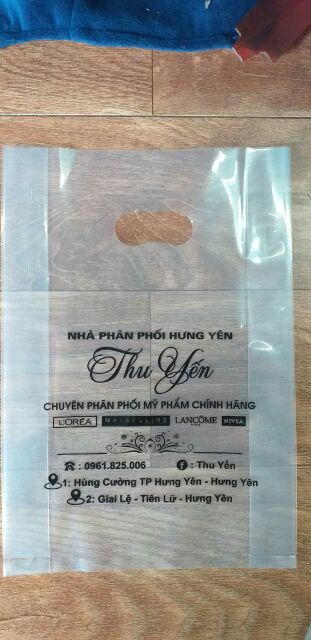 NHÀ PHÂN PHỐI HƯNG YÊN
Thu Yến
CHUYÊN PHÂN PHỐI MỸ PHẨM CHÍNH HÃNG
L'ORÉA MAYBELLINE LANCÔME NIVEA
: 0961.825.006 f : Thu Yến
1: Hùng Cường TP Hưng Yên - Hưng Yên
2: Giai Lệ - Tiên Lữ - Hưng Yên